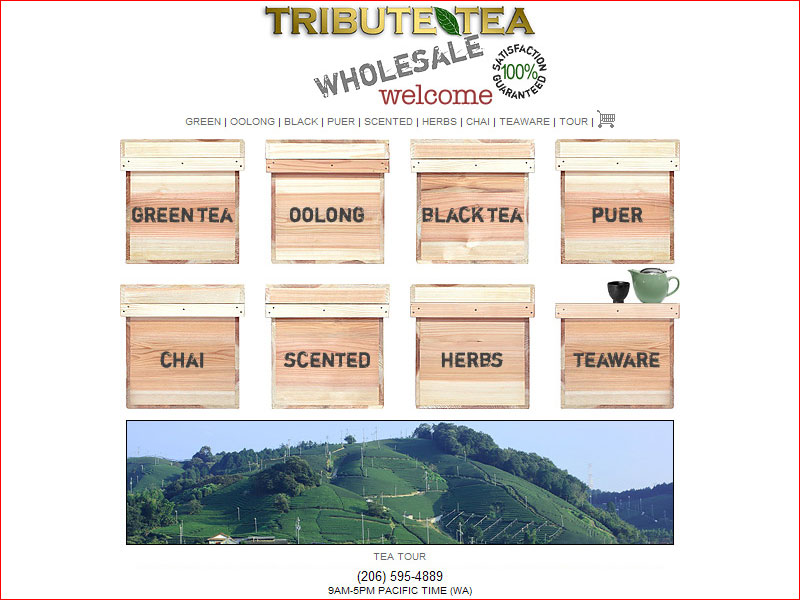 TRIBUTE TEA
WHOLESALE
SATISFACTION
100%
GUARANTEED
welcome
GREEN | OOLONG | BLACK | PUER | SCENTED | HERBS | CHAI | TEAWARE | TOUR |
GREEN TEA
OOLONG
BLACK TEA
PUER
CHAI
SCENTED
HERBS
TEAWARE
TEA TOUR
(206) 595-4889
9AM-5PM PACIFIC TIME (WA)